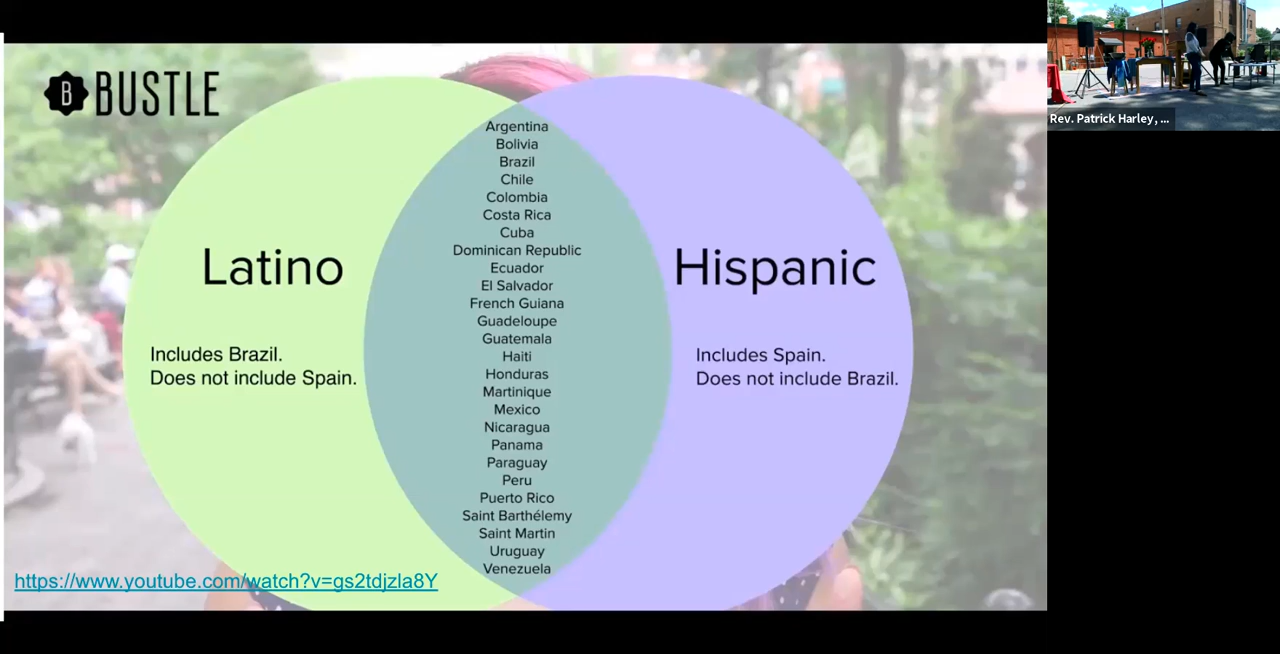 B BUSTLE
Rev. Patrick Harley, ...
Latino
Includes Brazil.
Does not include Spain.
Argentina
Bolivia
Brazil
Chile
Colombia
Costa Rica
Cuba
Dominican Republic
Ecuador
El Salvador
French Guiana
Guadeloupe
Guatemala
Haiti
Honduras
Martinique
Mexico
Nicaragua
Panama
Paraguay
Peru
Puerto Rico
Saint Barthélemy
Saint Martin
Uruguay
Venezuela
Hispanic
Includes Spain.
Does not include Brazil.
https://www.youtube.com/watch?v=gs2tdjzla8Y